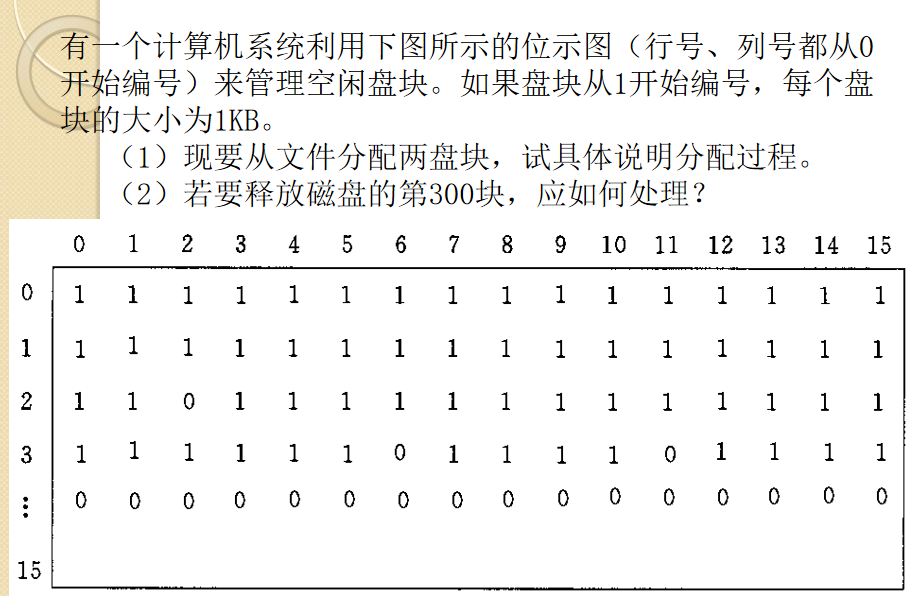 有一个计算机系统利用下图所示的位示图（行号、列号都从0
开始编号）来管理空闲盘块。如果盘块从1开始编号，每个盘
块的大小为1KB。
（1）现要从文件分配两盘块，试具体说明分配过程。
（2）若要释放磁盘的第300块，应如何处理？
0 1 2 3 4 5 6 7 8 9 10 11 12 13 14 15
0 1 1 1 1 1 1 1 1 1 1 1 1 1 1 1 1
1 1 1 1 1 1 1 1 1 1 1 1 1 1 1 1 1
2 1 1 0 1 1 1 1 1 1 1 1 1 1 1 1 1
3 1 1 1 1 1 1 0 1 1 1 1 0 1 1 1 1
⋮ 0 0 0 0 0 0 0 0 0 0 0 0 0 0 0 0
15